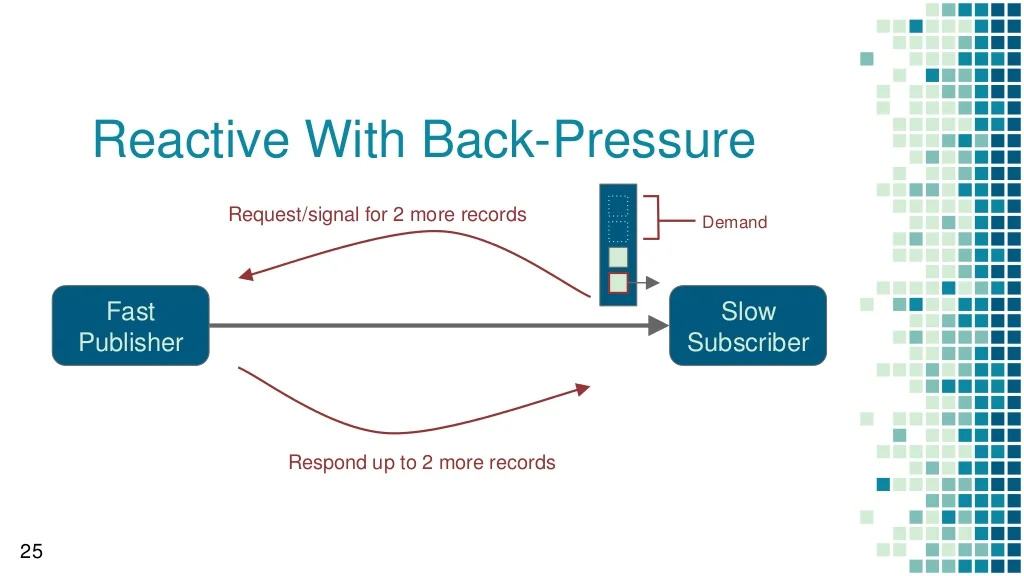 Reactive With Back-Pressure
Request/signal for 2 more records
Demand
Fast
Publisher
Slow
Subscriber
Respond up to 2 more records
25